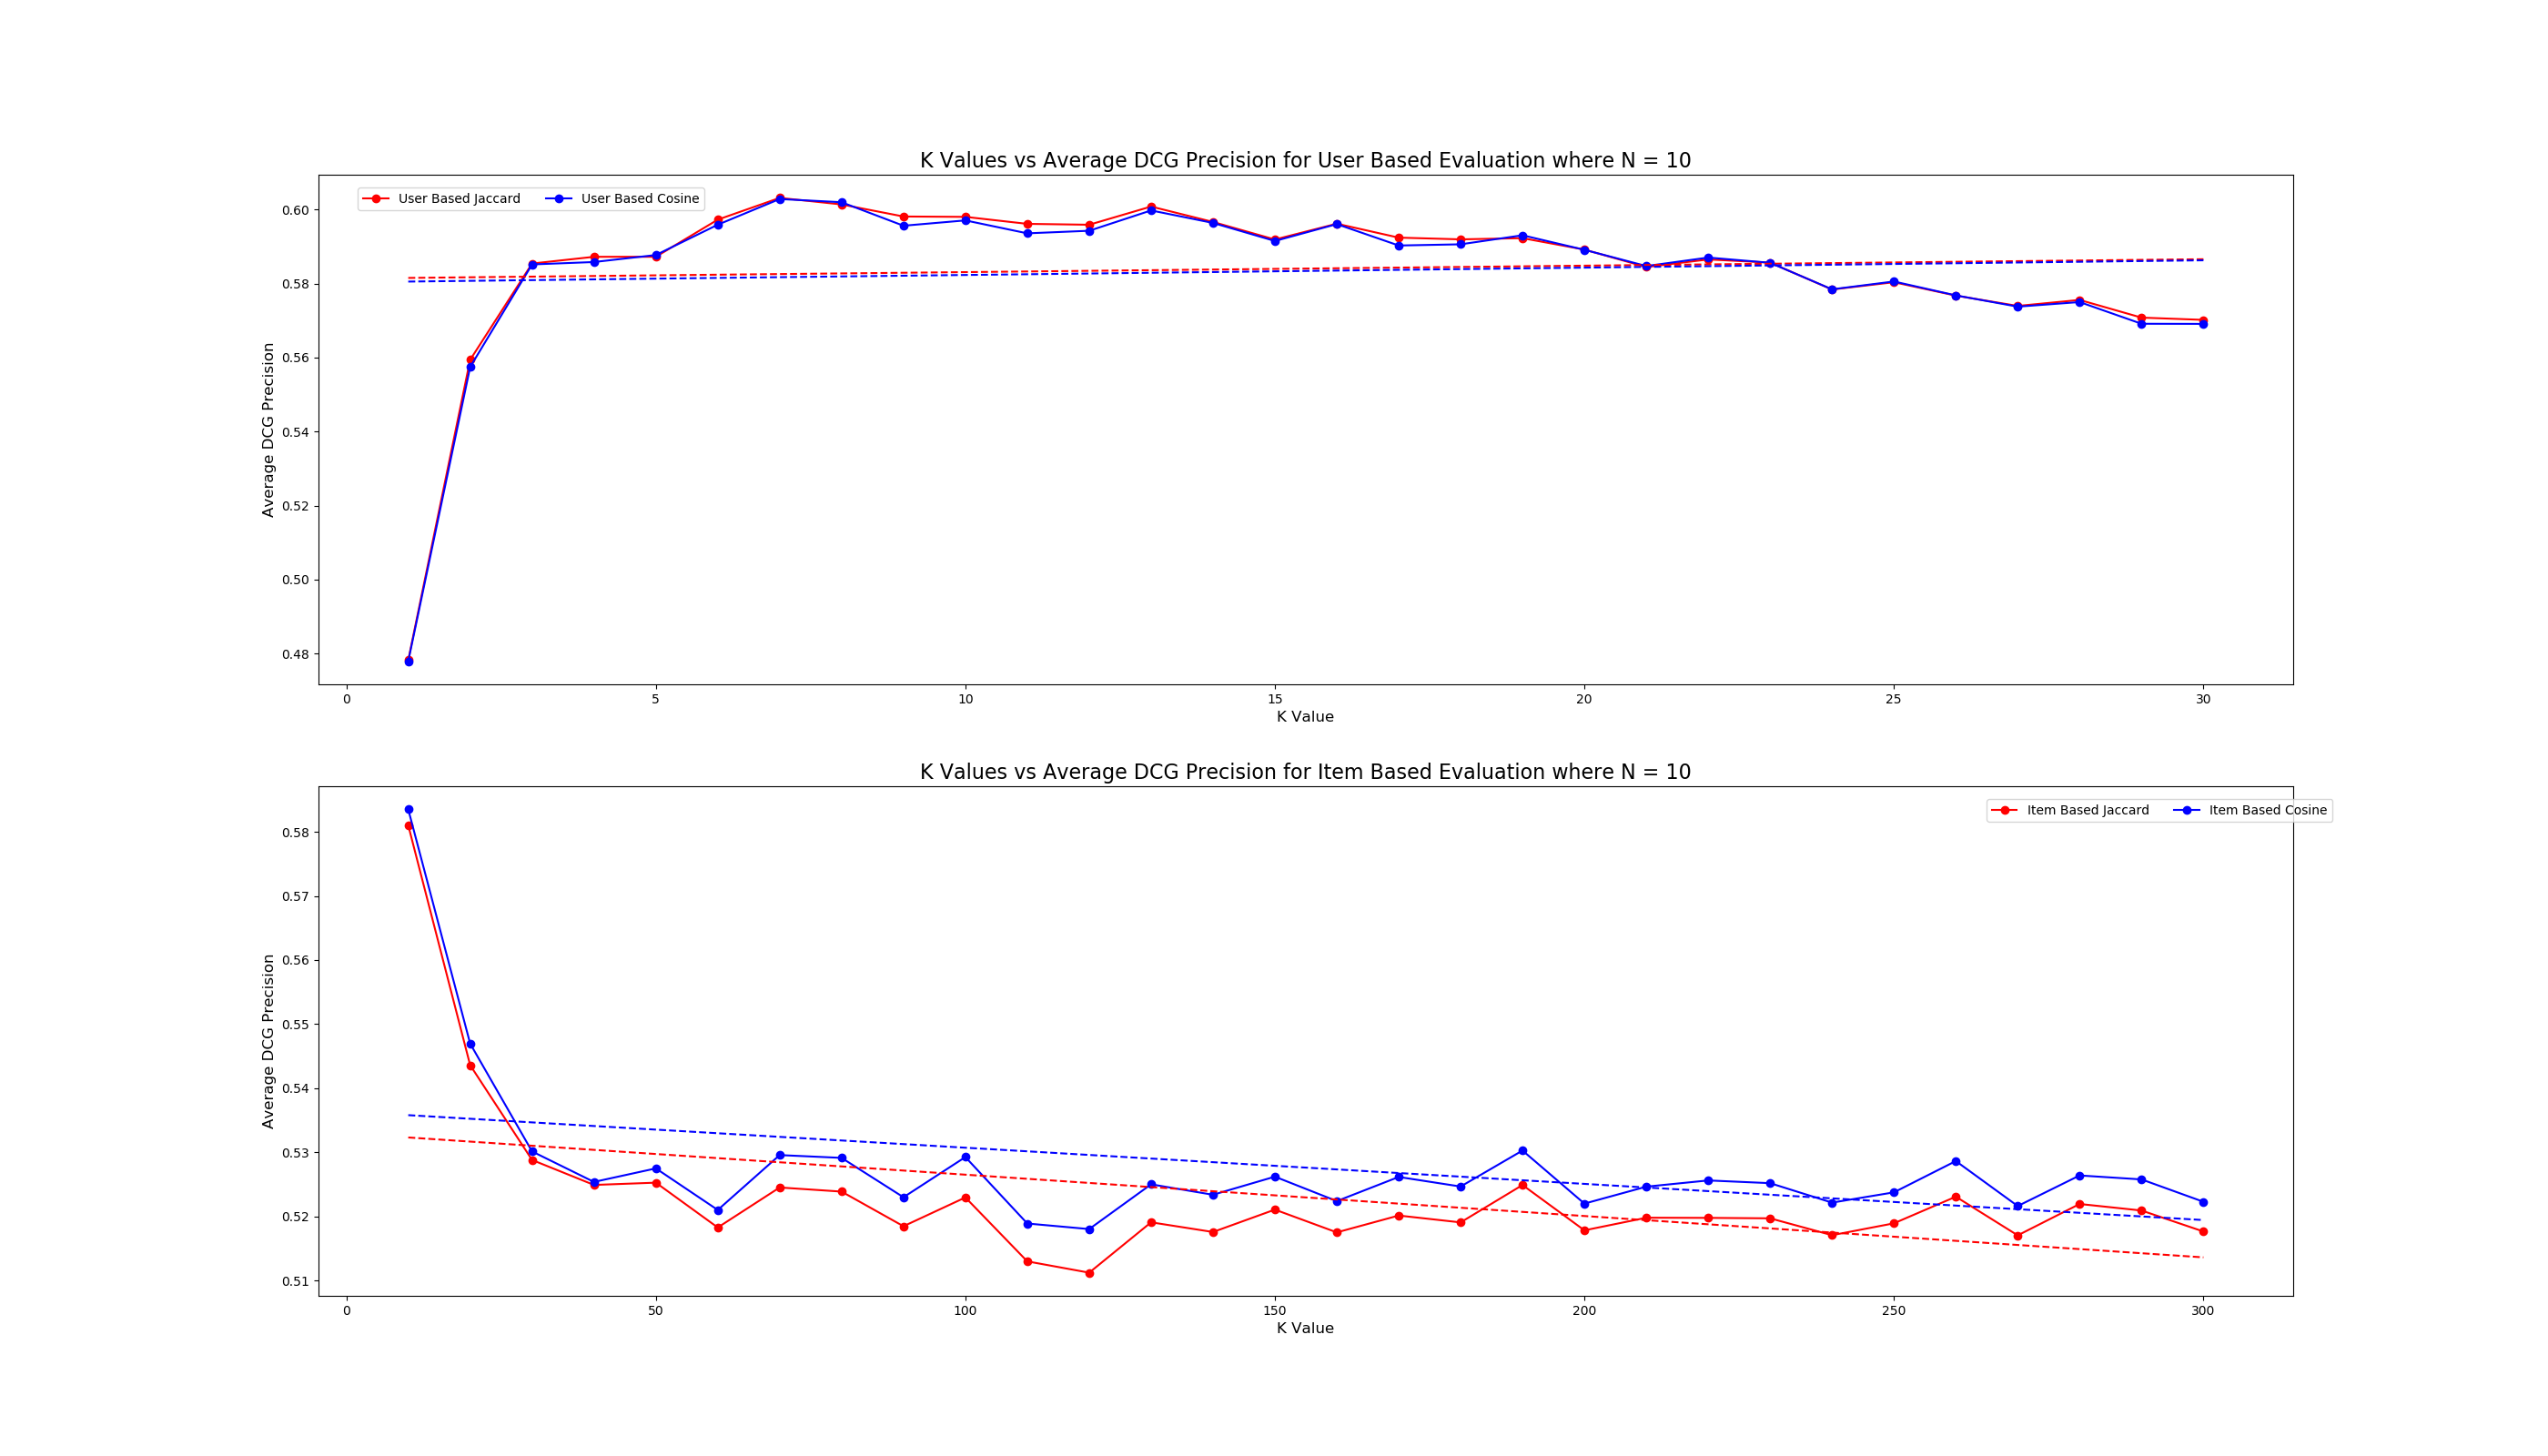 K Values vs Average DCG Precision for User Based Evaluation where N = 10
User Based Jaccard User Based Cosine
0.60
0.58
0.56
0.54
0.52
0.50
0.48
Average DCG Precision
0 5 10 15 20 25 30
K Value
K Values vs Average DCG Precision for Item Based Evaluation where N = 10
Item Based Jaccard Item Based Cosine
0.58
0.57
0.56
0.55
0.54
0.53
0.52
0.51
Average DCG Precision
0 50 100 150 200 250 300
K Value